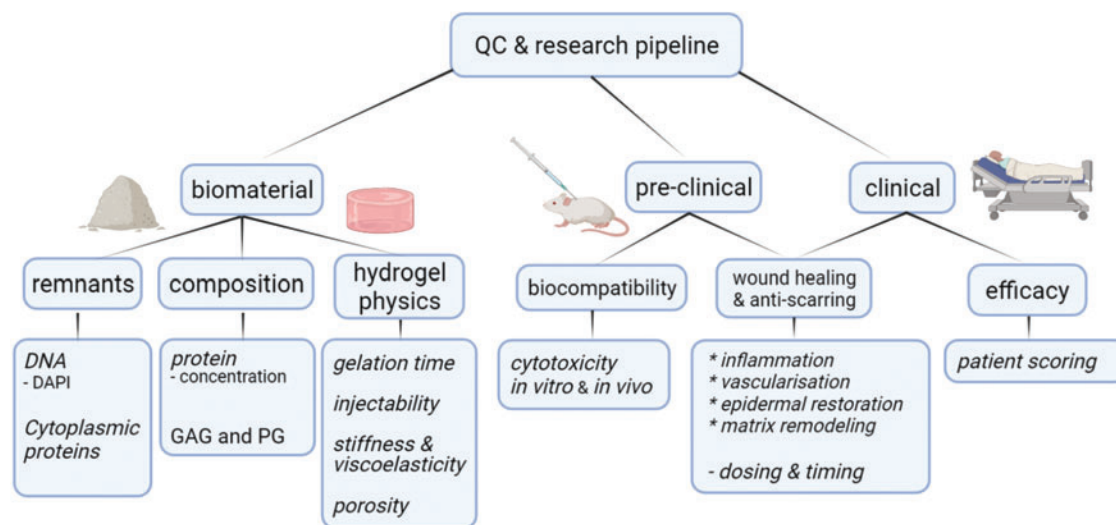 QC & research pipeline
biomaterial
pre-clinical
clinical
remnants
composition
hydrogel
physics
biocompatibility
wound healing
& anti-scarring
efficacy
DNA
- DAPI
Cytoplasmic
proteins
protein
- concentration
GAG and PG
gelation time
injectability
stiffness &
viscoelasticity
porosity
cytotoxicity
in vitro & in vivo
* inflammation
* vascularisation
* epidermal restoration
* matrix remodeling
- dosing & timing
patient scoring